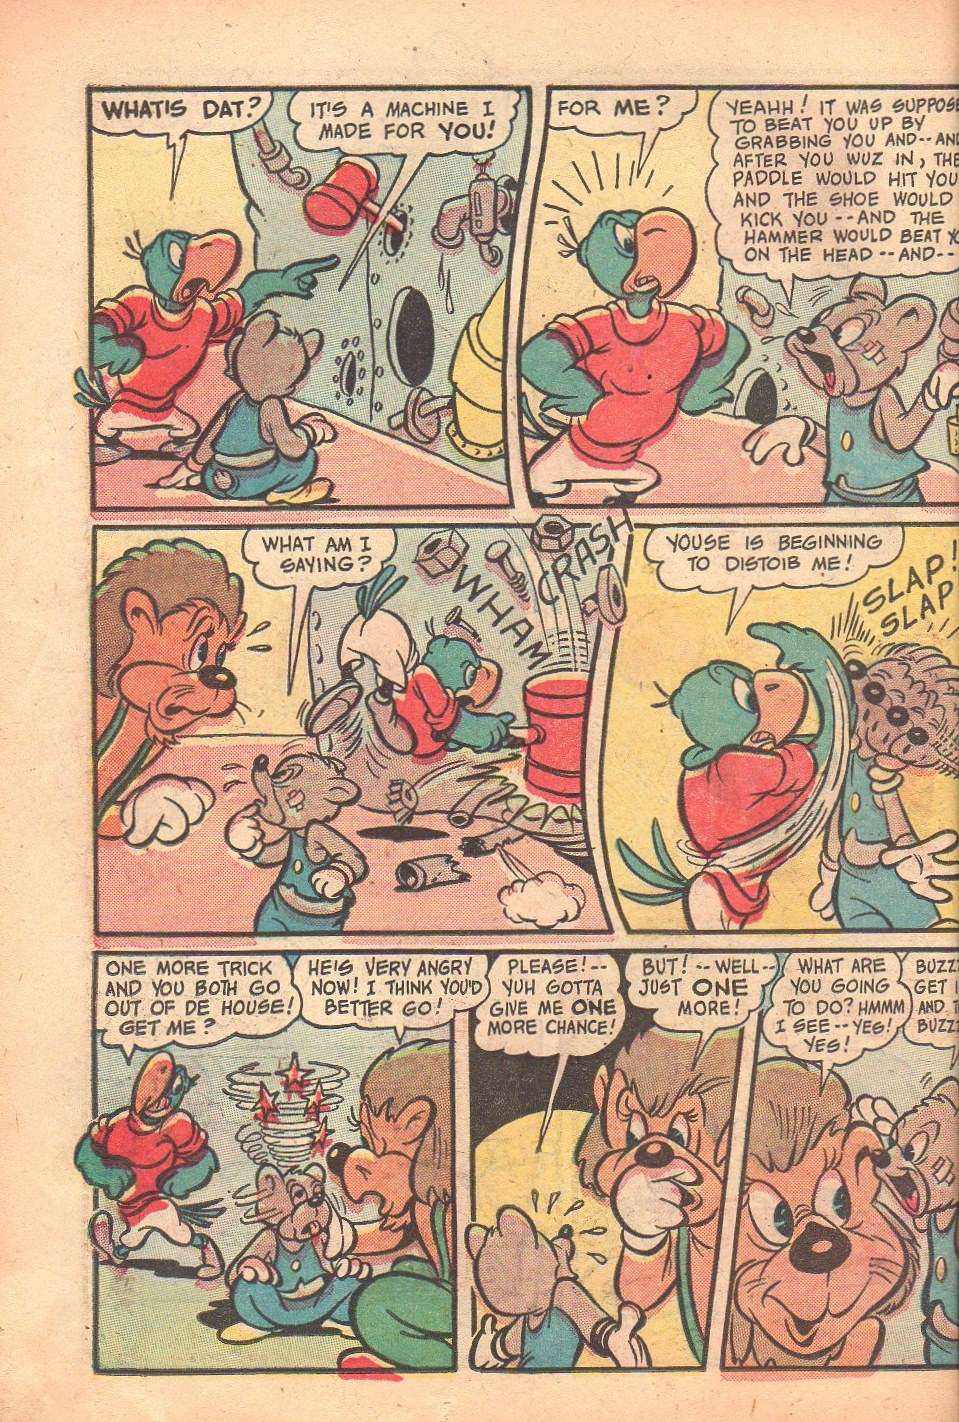 WHAT'S DAT?
IT'S A MACHINE I
MADE FOR YOU!
FOR ME?
YEAHH! IT WAS SUPPOSE
TO BEAT YOU UP BY
GRABBING YOU AND--AND
AFTER YOU WUZ IN, THE
PADDLE WOULD HIT YOU
AND THE SHOE WOULD
KICK YOU--AND THE
HAMMER WOULD BEAT
ON THE HEAD--AND--
WHAT AM I
SAYING?
WHAM
CRASH
YOUSE IS BEGINNING
TO DISTOIB ME!
SLAP!
SLAP
ONE MORE TRICK
AND YOU BOTH GO
OUT OF DE HOUSE!
GET ME?
HE'S VERY ANGRY
NOW! I THINK YOU'D
BETTER GO!
PLEASE!--
YUH GOTTA
GIVE ME ONE
MORE CHANCE!
BUT!--WELL--
JUST ONE
MORE!
WHAT ARE
YOU GOING
TO DO? HMMM
I SEE--YES!
YES!
BUZZ
GET
AND
BUZZ